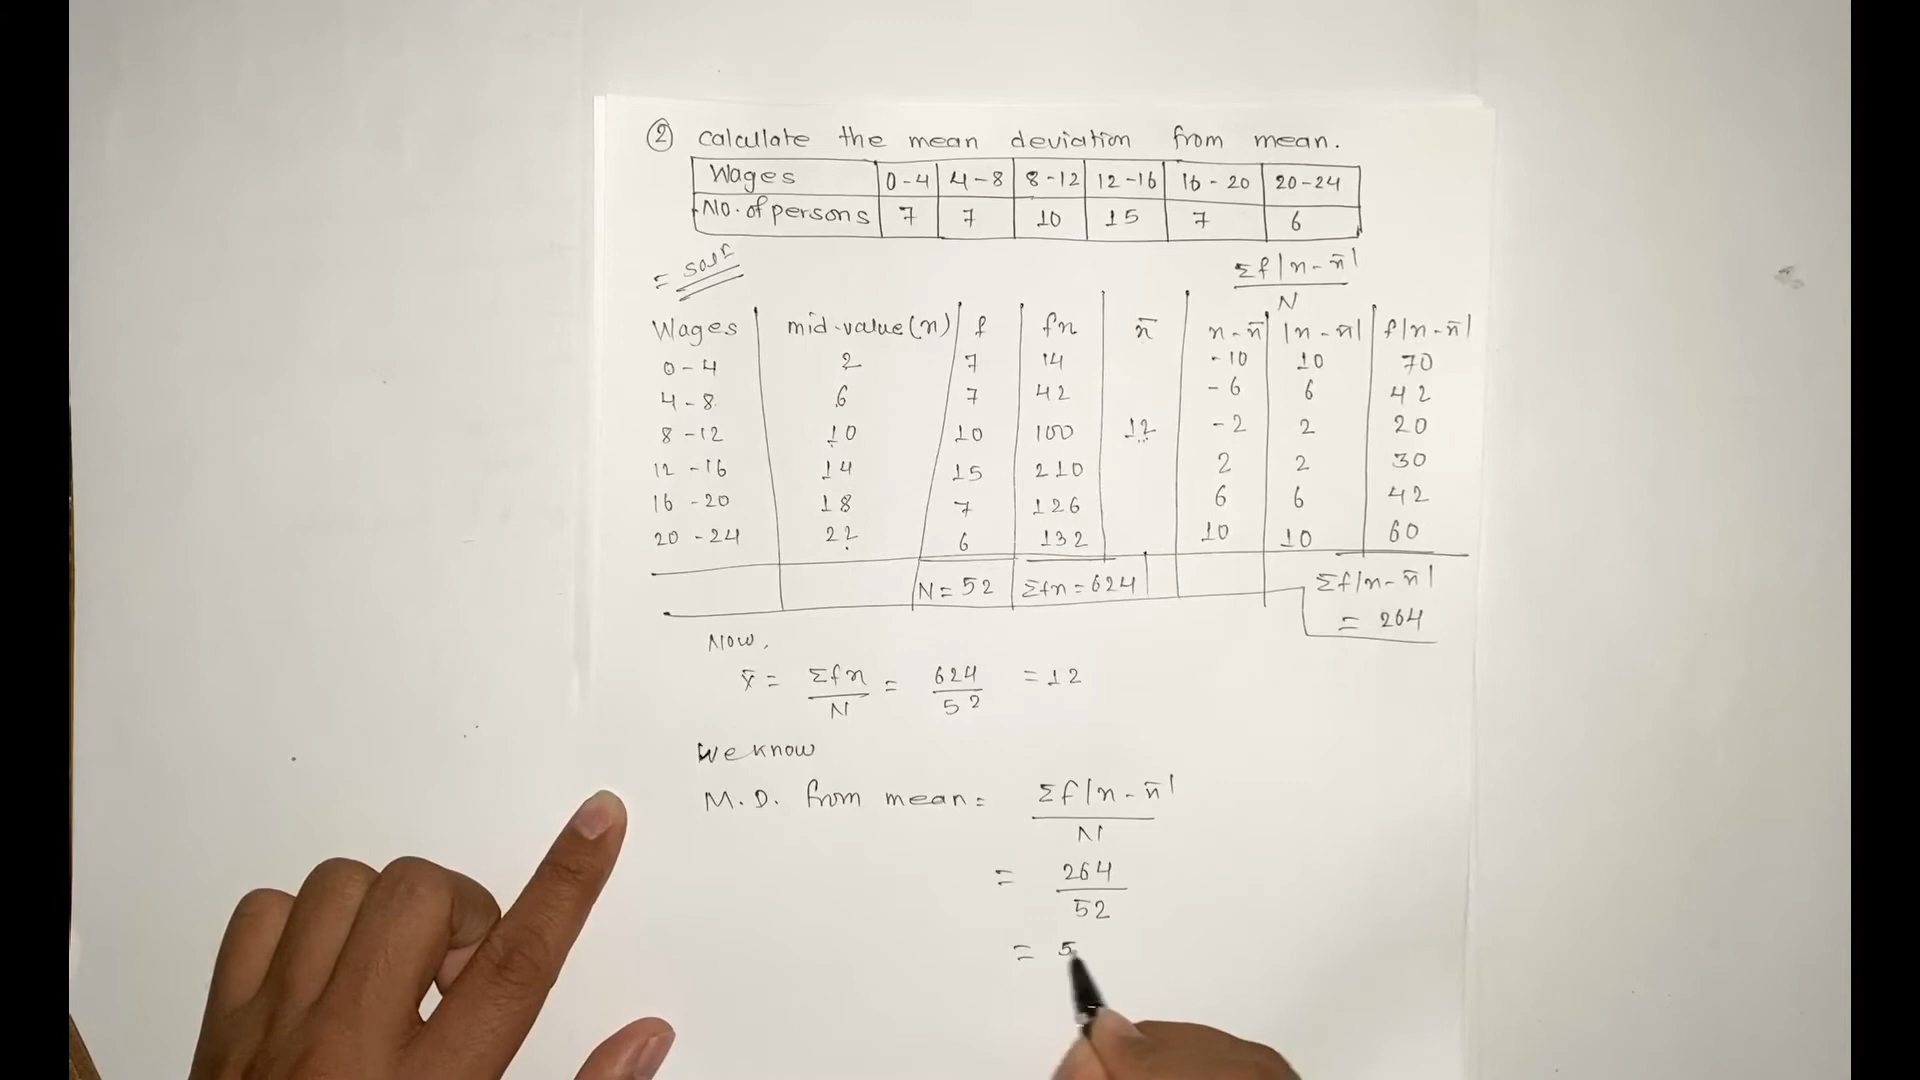 ② calculate the mean deviation from mean.
Wages 0-4 4-8 8-12 12-16 16-20 20-24
No. of persons 7 7 10 15 7 6
= solⁿ
Σf|x-x̄|
N
Wages mid-value(x) f fx x̄ x-x̄ |x-x̄| f|x-x̄|
0-4 2 7 14 -10 10 70
4-8 6 7 42 -6 6 42
8-12 10 10 100 12 -2 2 20
12-16 14 15 210 2 2 30
16-20 18 7 126 6 6 42
20-24 22 6 132 10 10 60
N = 52 Σfx = 624 Σf|x-x̄|
= 264
Now,
x̄ = Σfx = 624 = 12
N 52
We know
M.D. from mean = Σf|x-x̄|
N
= 264
52
= 5